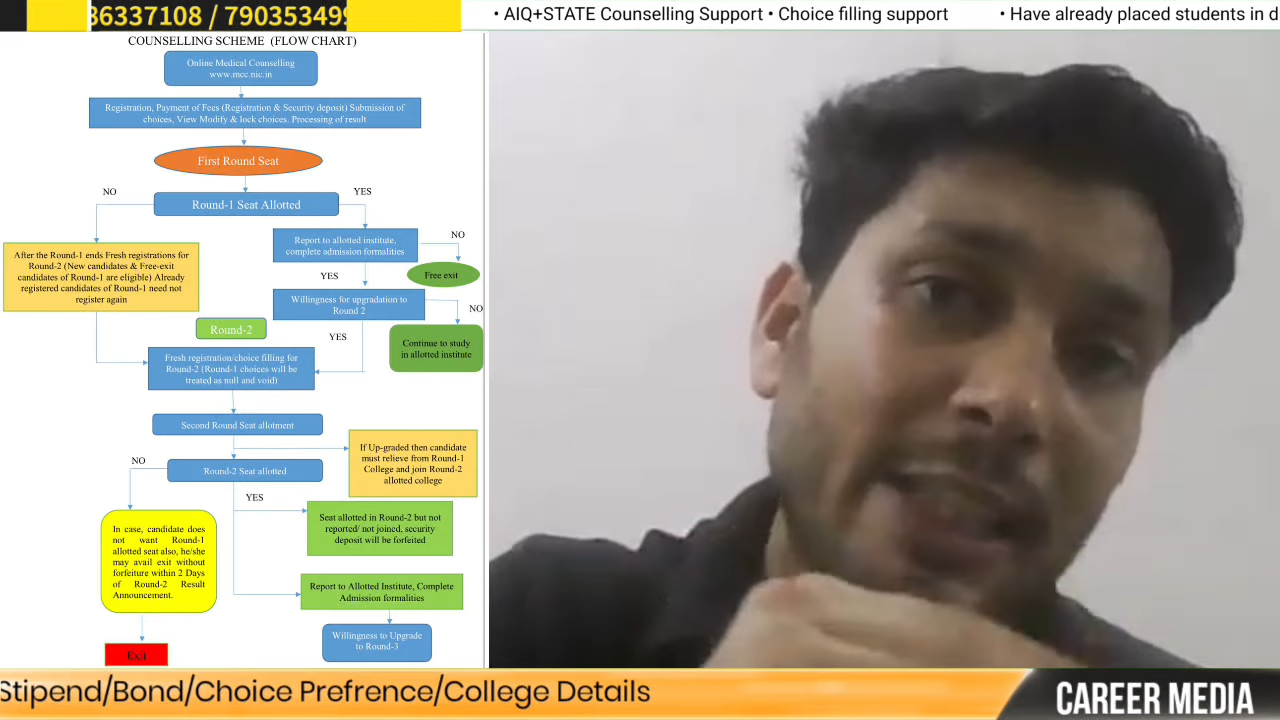 86337108 / 790353499
• AIQ+STATE Counselling Support • Choice filling support
• Have already placed students in d
COUNSELLING SCHEME (FLOW CHART)
Online Medical Counselling
www.mcc.nic.in
Registration, Payment of Fees (Registration & Security deposit) Submission of
choices, View Modify & lock choices. Processing of result
First Round Seat
NO
YES
Round-1 Seat Allotted
Report to allotted institute,
complete admission formalities
NO
Free exit
After the Round-1 ends Fresh registrations for
Round-2 (New candidates & Free-exit
candidates of Round-1 are eligible) Already
registered candidates of Round-1 need not
register again
YES
Willingness for upgradation to
Round 2
NO
Round-2
YES
Continue to study
in allotted institute
Fresh registration/choice filling for
Round-2 (Round-1 choices will be
treated as null and void)
Second Round Seat allotment
If Up-graded then candidate
must relieve from Round-1
College and join Round-2
allotted college
NO
Round-2 Seat allotted
YES
Seat allotted in Round-2 but not
reported/ not joined, security
deposit will be forfeited
In case, candidate does
not want Round-1
allotted seat also, he/she
may avail exit without
forfeiture within 2 Days
of Round-2 Result
Announcement.
Report to Allotted Institute, Complete
Admission formalities
Willingness to Upgrade
to Round-3
Exit
Stipend/Bond/Choice Prefrence/College Details
CAREER MEDIA